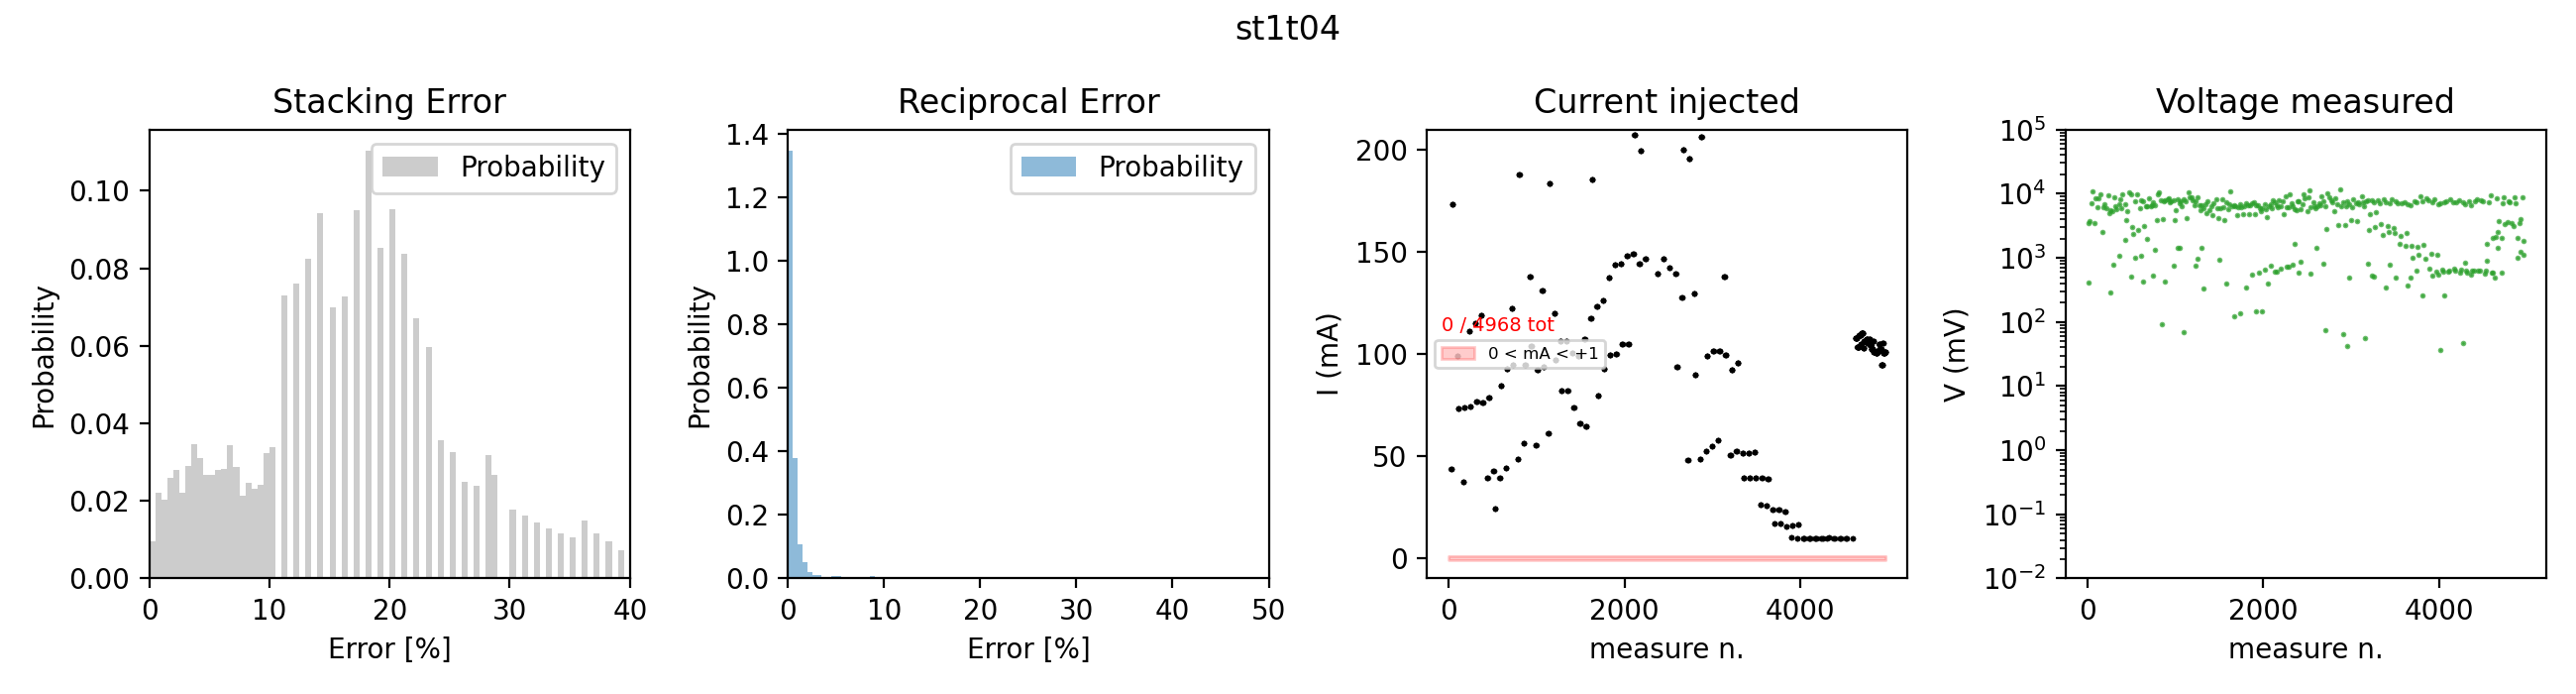 st1t04
Stacking Error
Probability
Probability
0.00
0.02
0.04
0.06
0.08
0.10
0 10 20 30 40
Error [%]
Reciprocal Error
Probability
Probability
0.0
0.2
0.4
0.6
0.8
1.0
1.2
1.4
0 10 20 30 40 50
Error [%]
Current injected
I (mA)
200
150
100
50
0
0 / 4968 tot
0 < mA < +1
0 2000 4000
measure n.
Voltage measured
V (mV)
10^5
10^4
10^3
10^2
10^1
10^0
10^−1
10^−2
0 2000 4000
measure n.